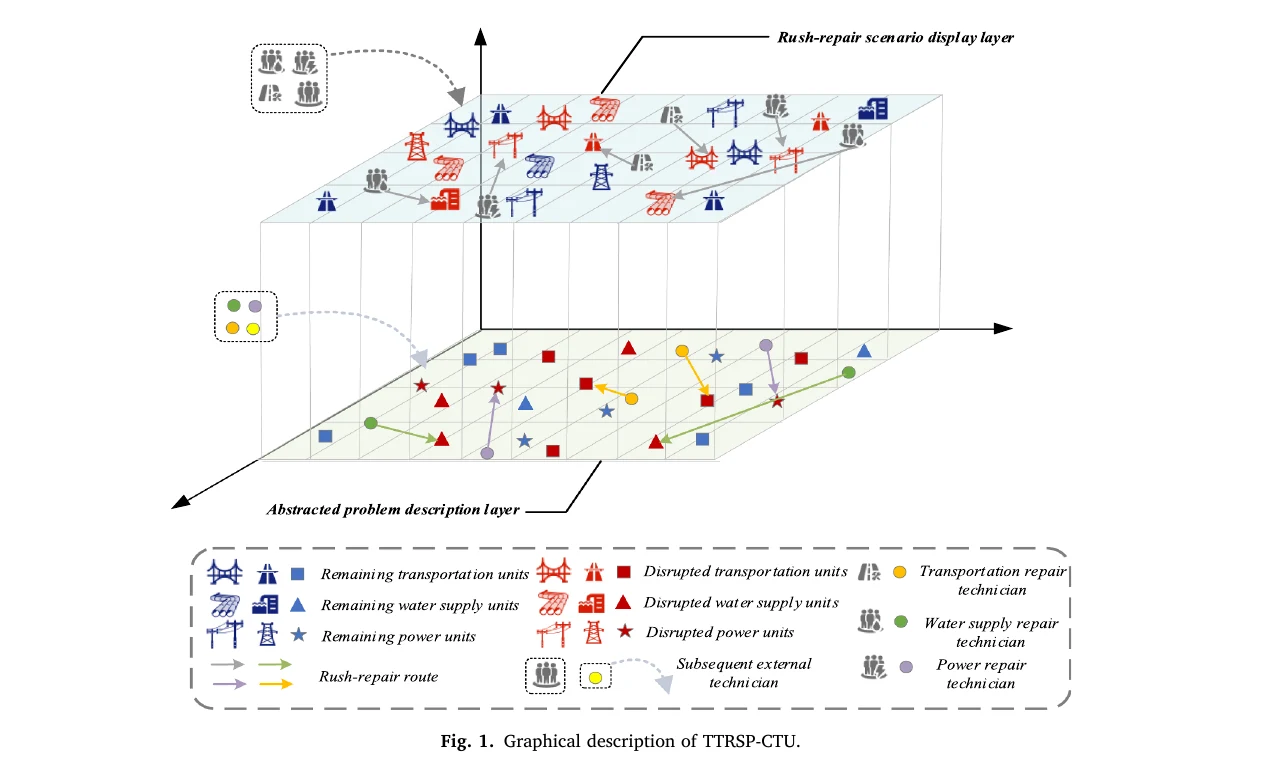 Rush-repair scenario display layer
Abstracted problem description layer
Remaining transportation units
Disrupted transportation units
Transportation repair
technician
Remaining water supply units
Disrupted water supply units
Water supply repair
technician
Remaining power units
Disrupted power units
Rush-repair route
Subsequent external
technician
Power repair
technician
Fig. 1. Graphical description of TTRSP-CTU.